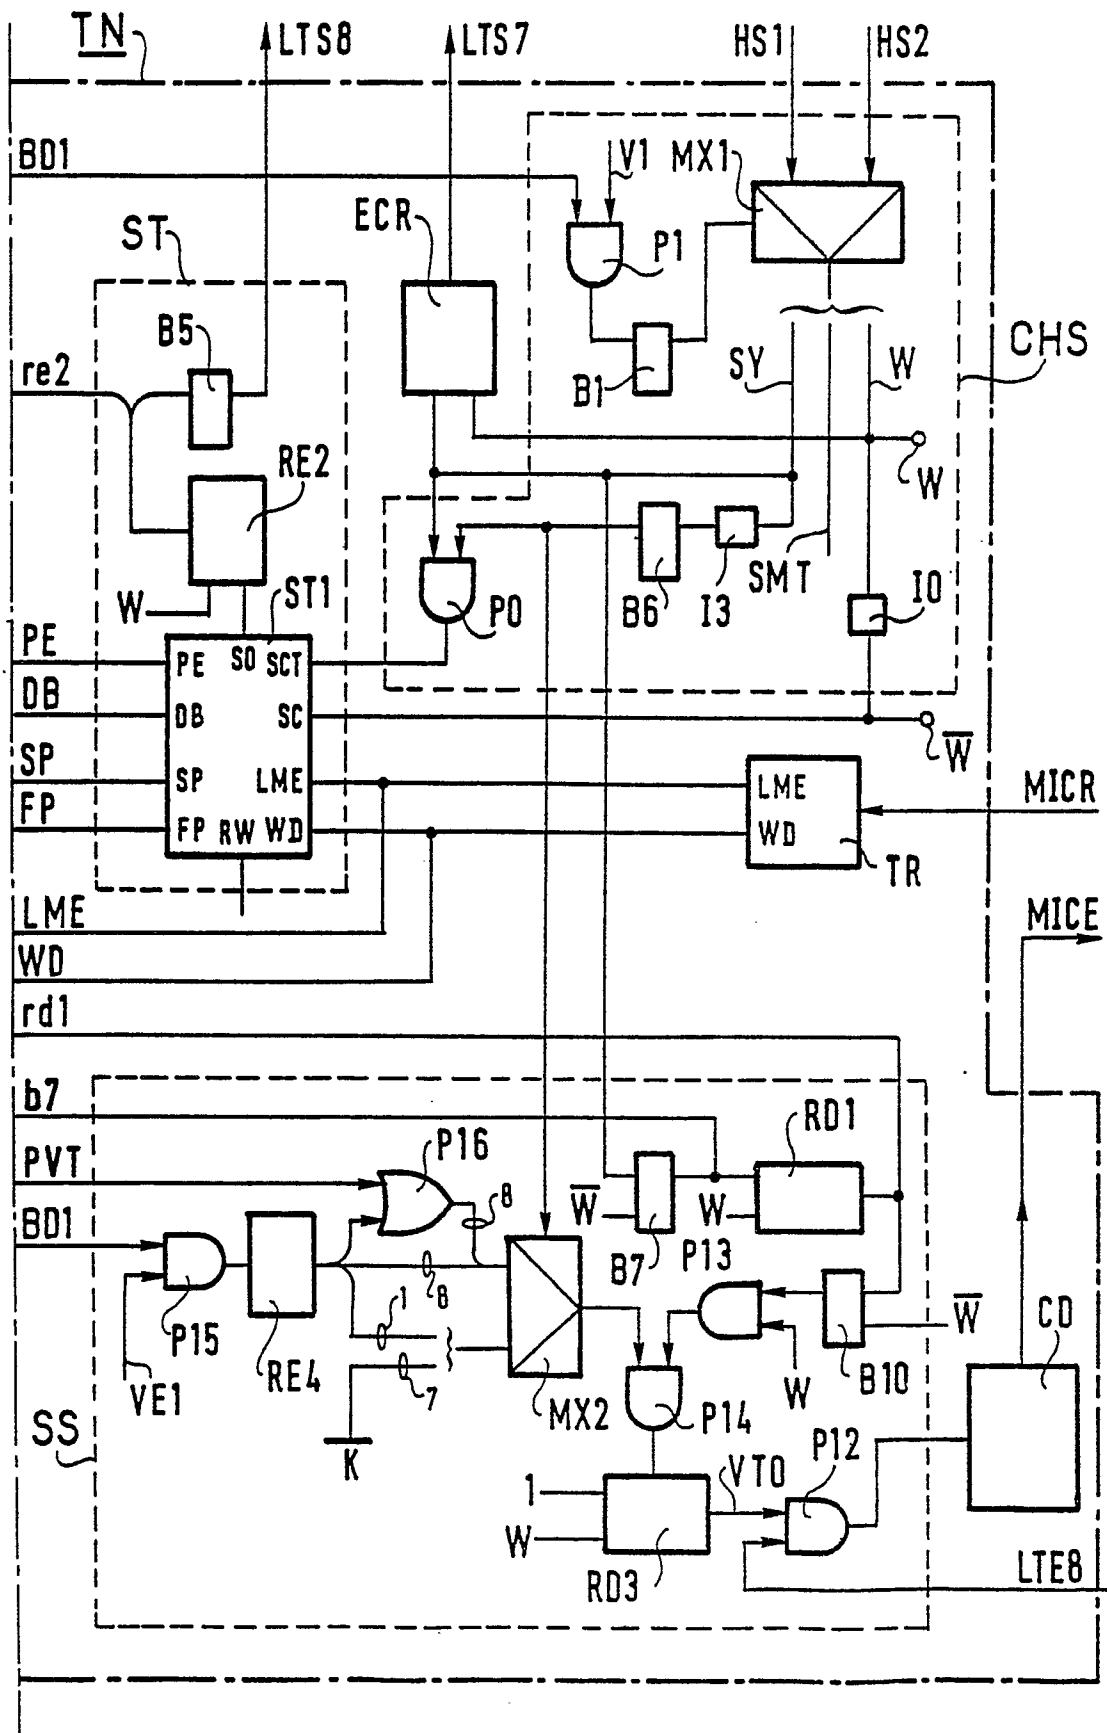 TN
LTS8
LTS7
HS1
HS2
BD1
V1
MX1
ECR
P1
ST
B5
CHS
re2
B1
SY
W
RE2
W
W
ST1
B6
I3
SMT
I0
P0
PE
PE
S0
SCT
DB
DB
SC
W̅
SP
SP
LME
LME
MICR
FP
FP
RW
WD
WD
TR
LME
MICE
WD
rd1
b7
RD1
PVT
P16
8
W̅
W
BD1
B7
P13
8
1
W̅
CD
P15
RE4
7
VE1
MX2
W
B10
P14
SS
K
P12
VT0
1
W
RD3
LTE8